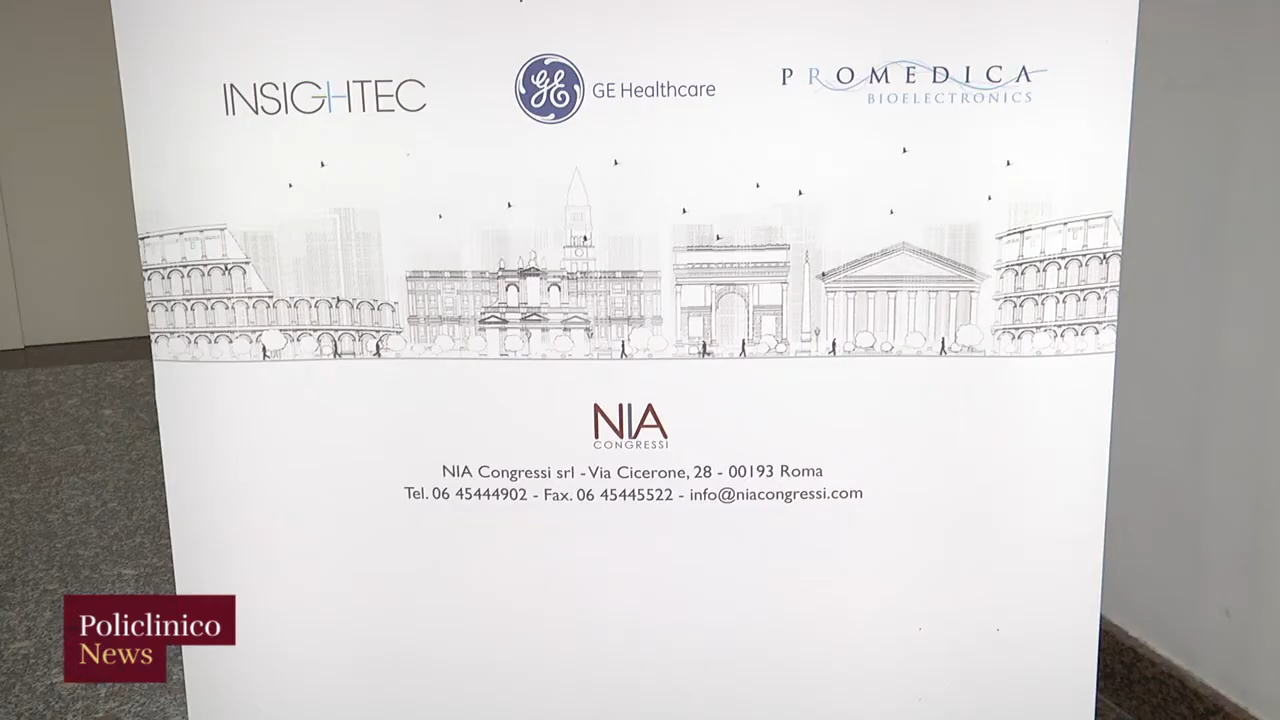 INSIGHTEC
GE GE Healthcare
PROMEDICA
BIOELECTRONICS
NIA
CONGRESSI
NIA Congressi srl - Via Cicerone, 28 - 00193 Roma
Tel. 06 45444902 - Fax. 06 45445522 - info@niacongressi.com
Policlinico
News